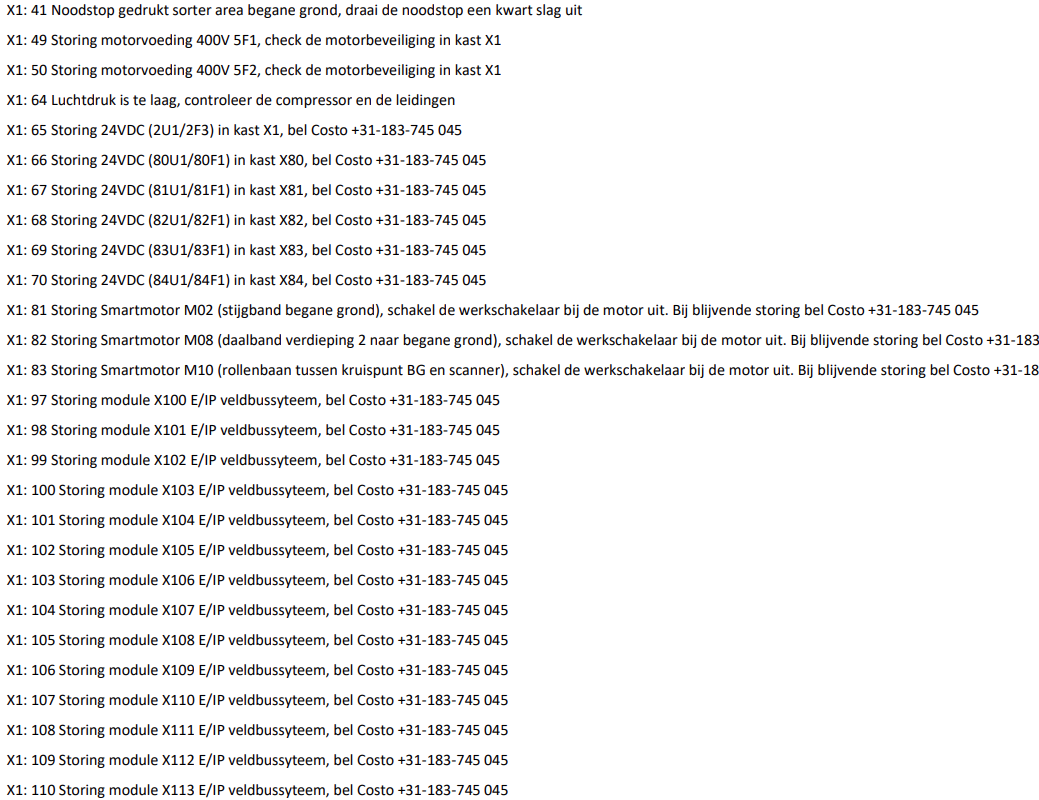 X1: 41 Noodstop gedrukt sorter area begane grond, draai de noodstop een kwart slag uit
X1: 49 Storing motorvoeding 400V 5F1, check de motorbeveiliging in kast X1
X1: 50 Storing motorvoeding 400V 5F2, check de motorbeveiliging in kast X1
X1: 64 Luchtdruk is te laag, controleer de compressor en de leidingen
X1: 65 Storing 24VDC (2U1/2F3) in kast X1, bel Costo +31-183-745 045
X1: 66 Storing 24VDC (80U1/80F1) in kast X80, bel Costo +31-183-745 045
X1: 67 Storing 24VDC (81U1/81F1) in kast X81, bel Costo +31-183-745 045
X1: 68 Storing 24VDC (82U1/82F1) in kast X82, bel Costo +31-183-745 045
X1: 69 Storing 24VDC (83U1/83F1) in kast X83, bel Costo +31-183-745 045
X1: 70 Storing 24VDC (84U1/84F1) in kast X84, bel Costo +31-183-745 045
X1: 81 Storing Smartmotor M02 (stijgband begane grond), schakel de werkschakelaar bij de motor uit. Bij blijvende storing bel Costo +31-183-745 045
X1: 82 Storing Smartmotor M08 (daalband verdieping 2 naar begane grond), schakel de werkschakelaar bij de motor uit. Bij blijvende storing bel Costo +31-183
X1: 83 Storing Smartmotor M10 (rollenbaan tussen kruispunt BG en scanner), schakel de werkschakelaar bij de motor uit. Bij blijvende storing bel Costo +31-18
X1: 97 Storing module X100 E/IP veldbussyteem, bel Costo +31-183-745 045
X1: 98 Storing module X101 E/IP veldbussyteem, bel Costo +31-183-745 045
X1: 99 Storing module X102 E/IP veldbussyteem, bel Costo +31-183-745 045
X1: 100 Storing module X103 E/IP veldbussyteem, bel Costo +31-183-745 045
X1: 101 Storing module X104 E/IP veldbussyteem, bel Costo +31-183-745 045
X1: 102 Storing module X105 E/IP veldbussyteem, bel Costo +31-183-745 045
X1: 103 Storing module X106 E/IP veldbussyteem, bel Costo +31-183-745 045
X1: 104 Storing module X107 E/IP veldbussyteem, bel Costo +31-183-745 045
X1: 105 Storing module X108 E/IP veldbussyteem, bel Costo +31-183-745 045
X1: 106 Storing module X109 E/IP veldbussyteem, bel Costo +31-183-745 045
X1: 107 Storing module X110 E/IP veldbussyteem, bel Costo +31-183-745 045
X1: 108 Storing module X111 E/IP veldbussyteem, bel Costo +31-183-745 045
X1: 109 Storing module X112 E/IP veldbussyteem, bel Costo +31-183-745 045
X1: 110 Storing module X113 E/IP veldbussyteem, bel Costo +31-183-745 045